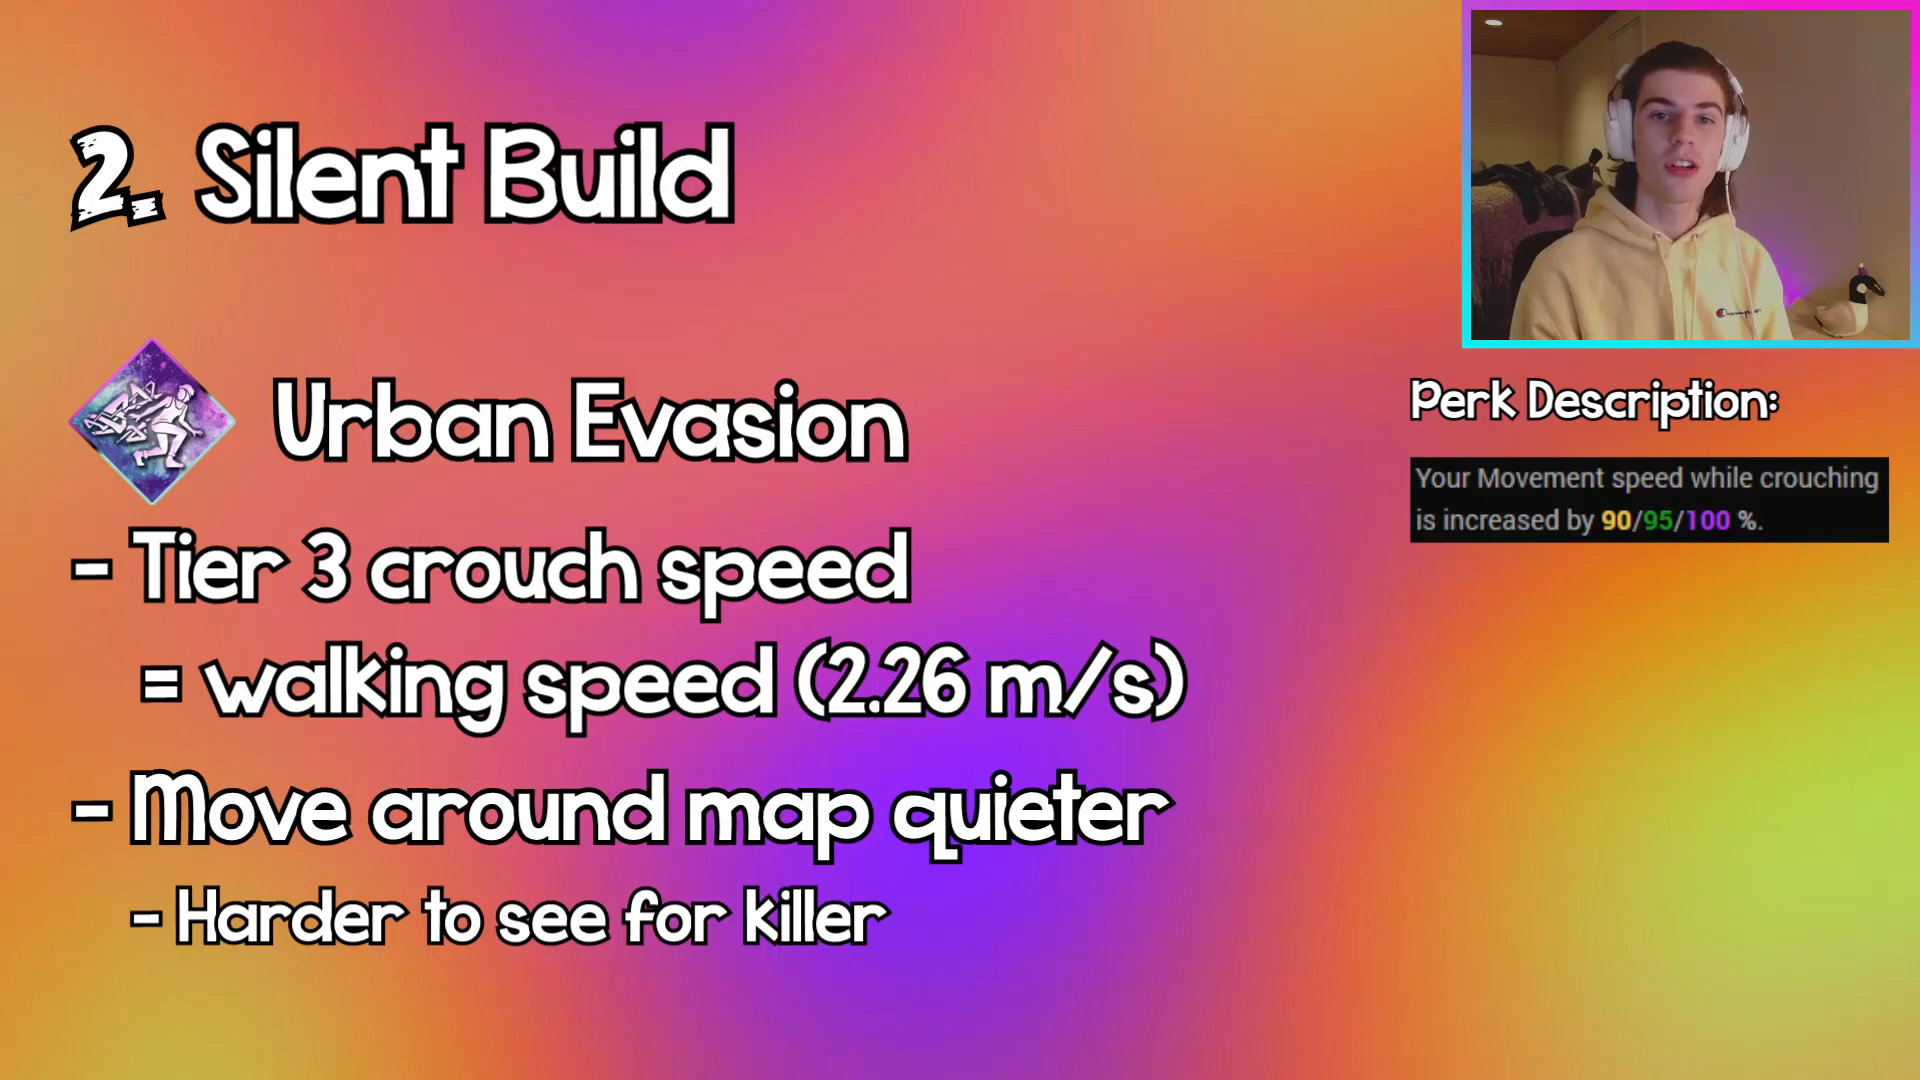 2. Silent Build
Urban Evasion
- Tier 3 crouch speed
= walking speed (2.26 m/s)
- Move around map quieter
- Harder to see for killer
Perk Description:
Your Movement speed while crouching
is increased by 90/95/100 %.
Champion